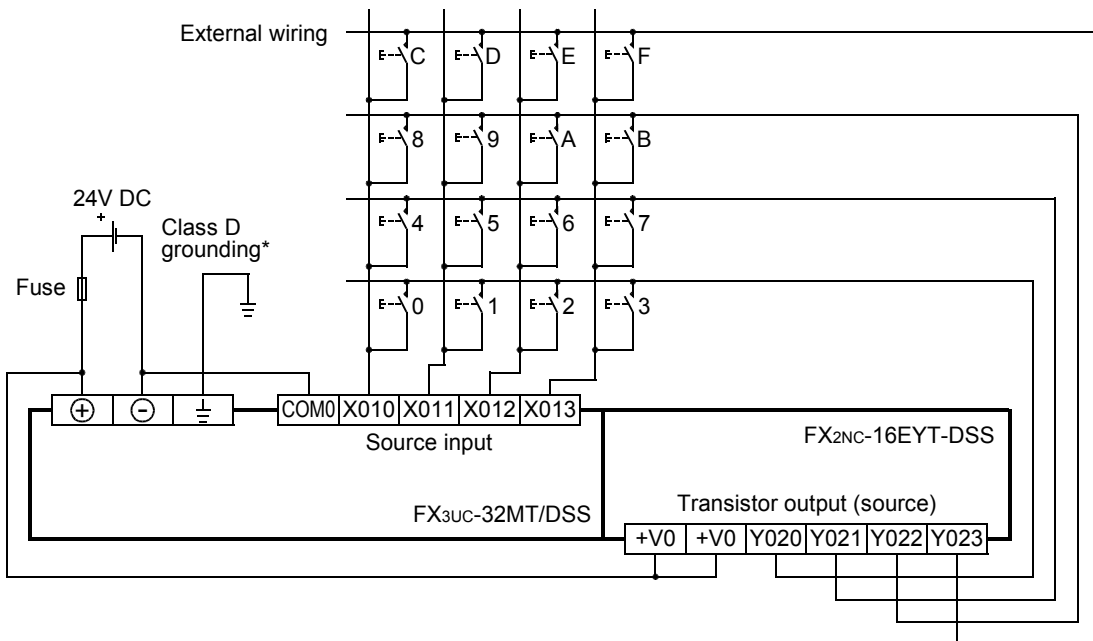 External wiring
C D E F
8 9 A B
24V DC
+
Class D
grounding*
4 5 6 7
Fuse
0 1 2 3
+ - COM0 X010 X011 X012 X013
Source input
FX2NC-16EYT-DSS
FX3UC-32MT/DSS
Transistor output (source)
+V0 +V0 Y020 Y021 Y022 Y023